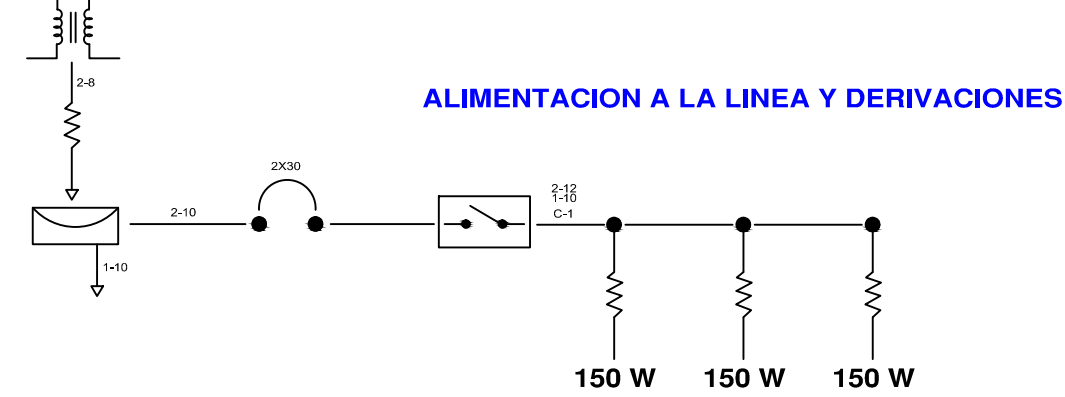 2-8
ALIMENTACION A LA LINEA Y DERIVACIONES
2X30
2-10
2-12
1-10
C-1
1-10
150 W
150 W
150 W